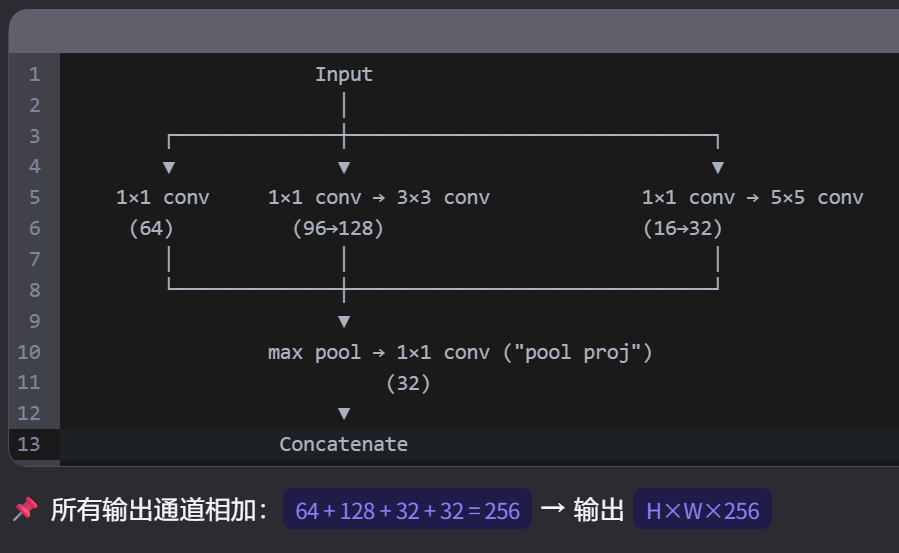 1 Input
2
3
4
5 1×1 conv 1×1 conv → 3×3 conv 1×1 conv → 5×5 conv
6 (64) (96→128) (16→32)
7
8
9
10 max pool → 1×1 conv ("pool proj")
11 (32)
12
13 Concatenate
📌 所有输出通道相加： 64 + 128 + 32 + 32 = 256 → 输出 H×W×256